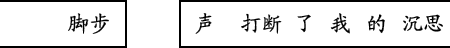 脚步 声 打断 了 我 的 沉思